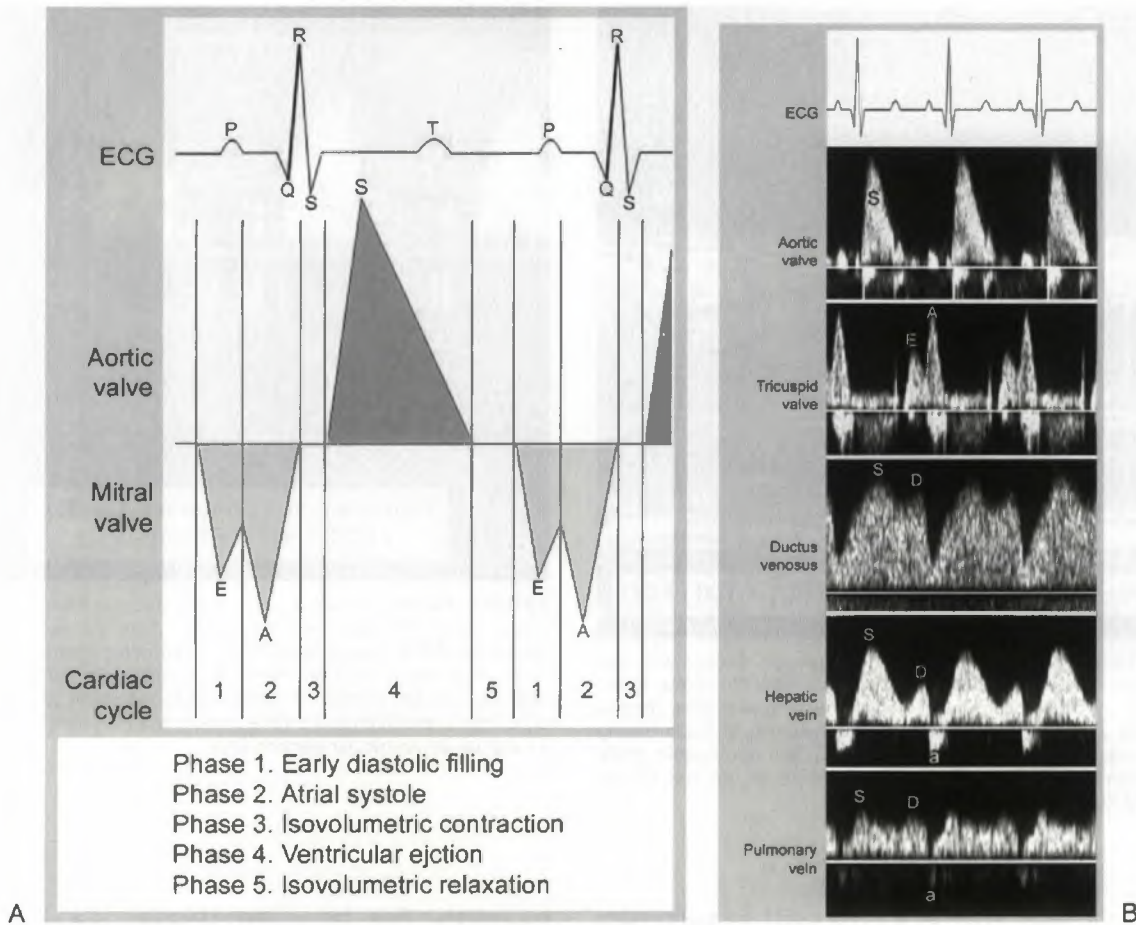 R
R
P
T
P
ECG
Q
S
S
Q
S
Aortic
valve
Mitral
valve
E
A
E
A
Cardiac
cycle
1 2 3 4 5 1 2 3
Phase 1. Early diastolic filling
Phase 2. Atrial systole
Phase 3. Isovolumetric contraction
Phase 4. Ventricular ejction
Phase 5. Isovolumetric relaxation
A
ECG
S
Aortic
valve
E
A
Tricuspid
valve
S
D
Ductus
venosus
S
D
Hepatic
vein
a
S
D
Pulmonary
vein
a
B